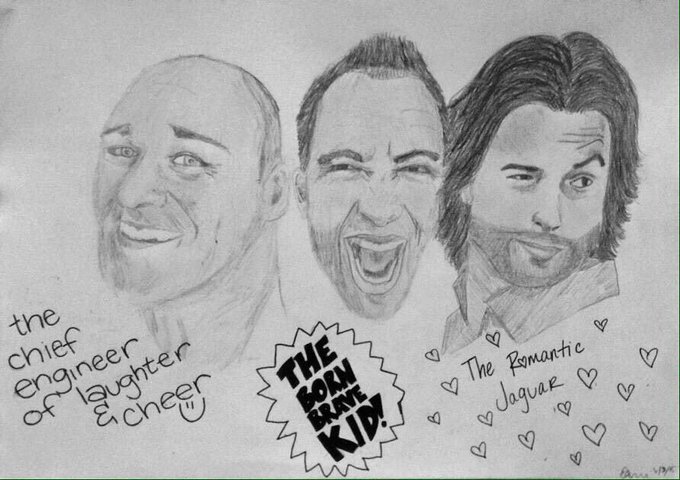 the
chief
engineer
of laughter
& cheer
THE
BORN
BRAVE
KID!
The Romantic
Jaguar